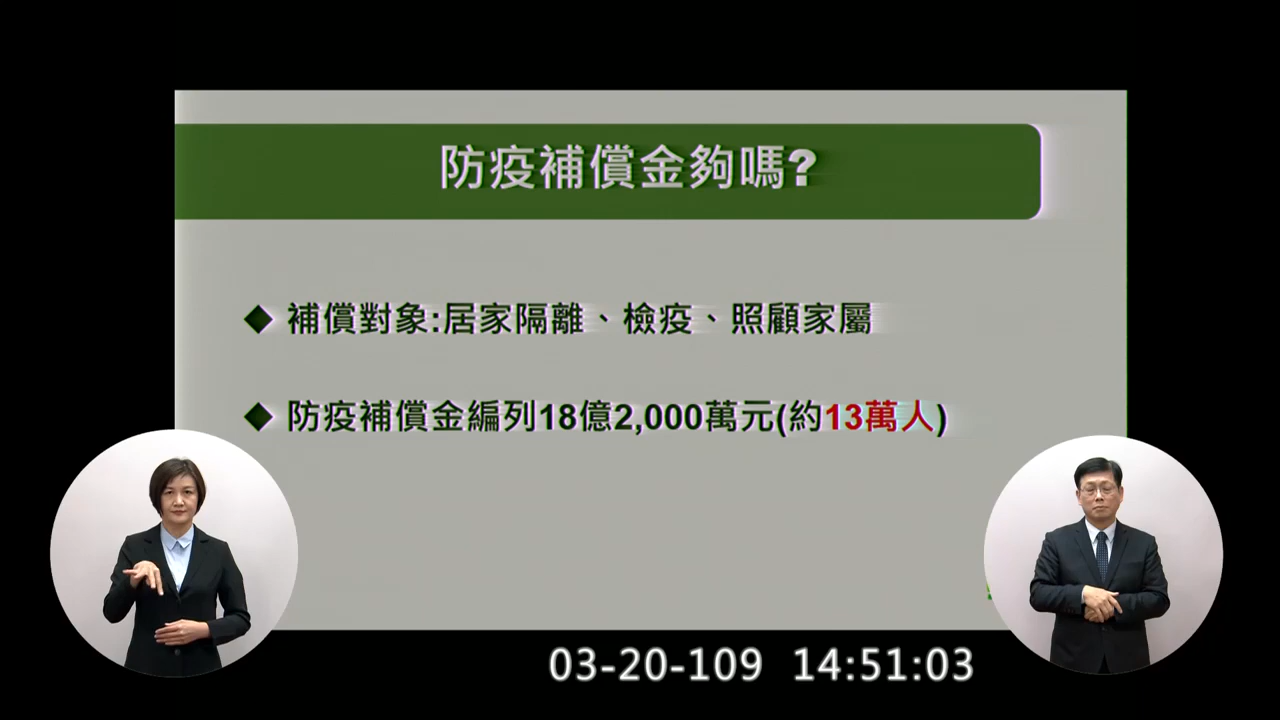 防疫補償金夠嗎?
◆ 補償對象:居家隔離、檢疫、照顧家屬
◆ 防疫補償金編列18億2,000萬元(約13萬人)
03-20-109 14:51:03